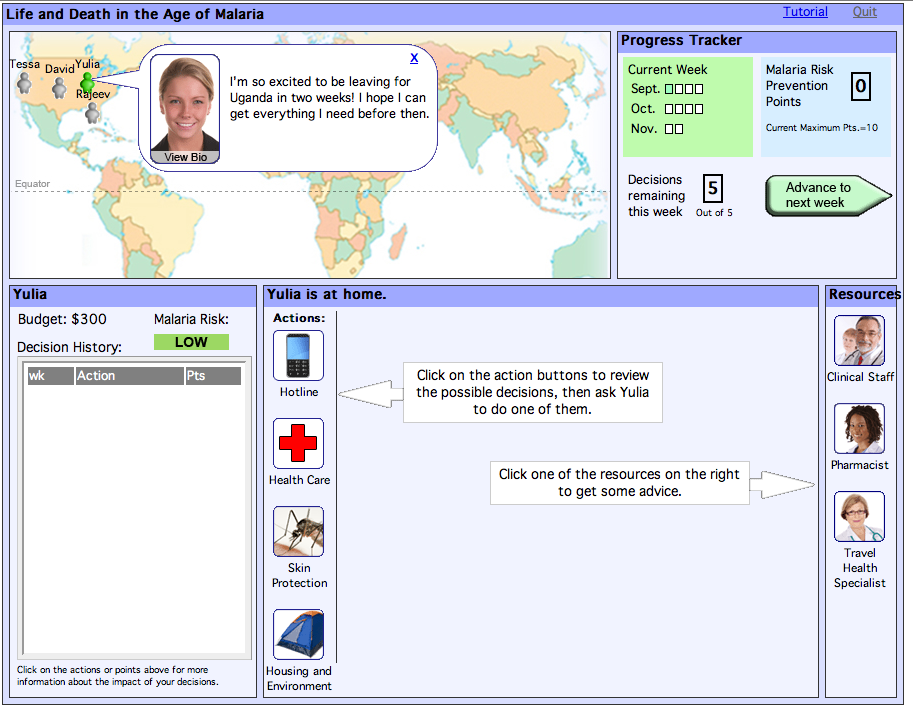 Life and Death in the Age of Malaria
Tutorial
Quit
Tessa
David
Yulia
Rajeev
X
I'm so excited to be leaving for
Uganda in two weeks! I hope I can
get everything I need before then.
View Bio
Equator
Progress Tracker
Current Week
Sept.
Oct.
Nov.
Malaria Risk
Prevention
Points
0
Current Maximum Pts.=10
Decisions
remaining
this week
5
Out of 5
Advance to
next week
Yulia
Budget: $300
Malaria Risk:
LOW
Decision History:
wk Action Pts
Click on the actions or points above for more
information about the impact of your decisions.
Yulia is at home.
Actions:
Hotline
Health Care
Skin
Protection
Housing and
Environment
Click on the action buttons to review
the possible decisions, then ask Yulia
to do one of them.
Click one of the resources on the right
to get some advice.
Resources
Clinical Staff
Pharmacist
Travel
Health
Specialist